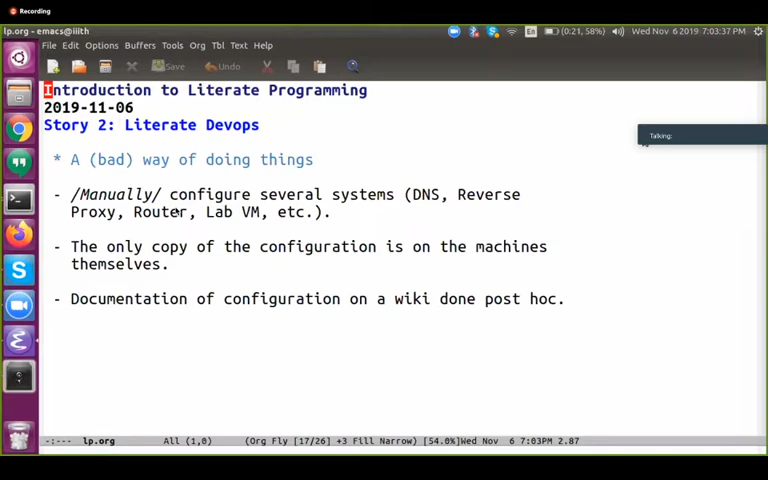 Recording
lp.org - emacs@iiith
En
(0:21, 58%)
Wed Nov 6 2019 7:03:37 PM
File Edit Options Buffers Tools Org Tbl Text Help
Save Undo
Introduction to Literate Programming
2019-11-06
Story 2: Literate Devops
Talking:
* A (bad) way of doing things
- /Manually/ configure several systems (DNS, Reverse
Proxy, Router, Lab VM, etc.).
- The only copy of the configuration is on the machines
themselves.
- Documentation of configuration on a wiki done post hoc.
-:--- lp.org All (1,0) (Org Fly [17/26] +3 Fill Narrow) [54.0%]Wed Nov 6 7:03PM 2.87